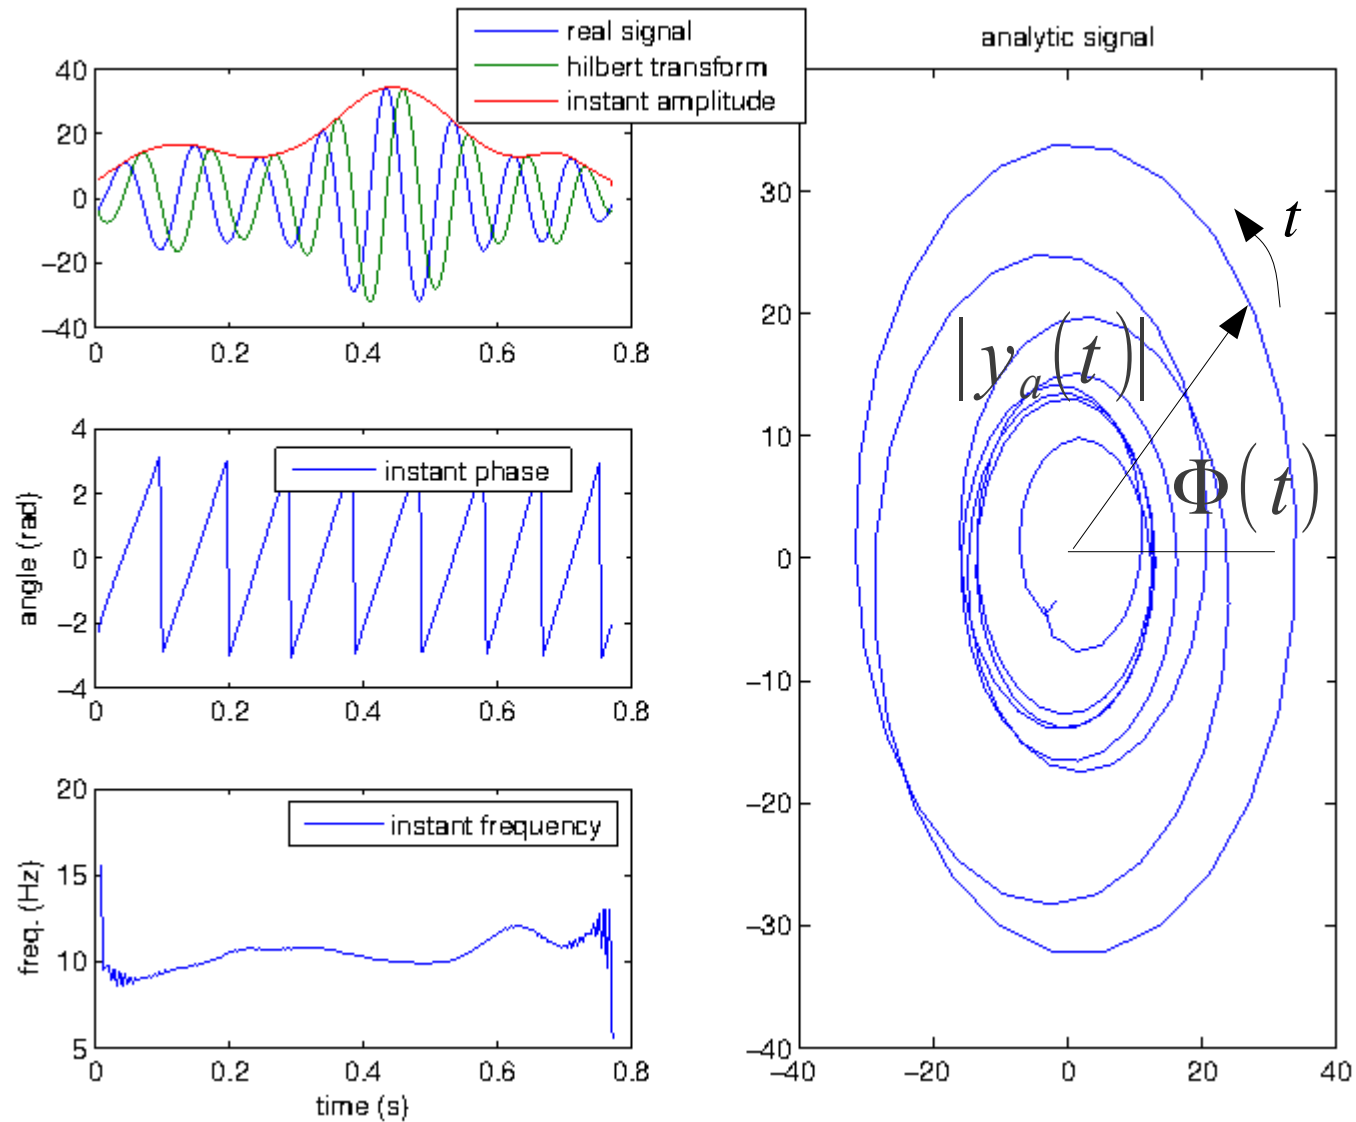 real signal
hilbert transform
instant amplitude
40
20
0
−20
−40
0 0.2 0.4 0.6 0.8
4
2
0
−2
−4
angle (rad)
instant phase
0 0.2 0.4 0.6 0.8
20
15
10
5
freq. (Hz)
instant frequency
0 0.2 0.4 0.6 0.8
time (s)
analytic signal
30
20
10
0
−10
−20
−30
−40
−40 −20 0 20 40
t
|y_a(t)|
Φ(t)